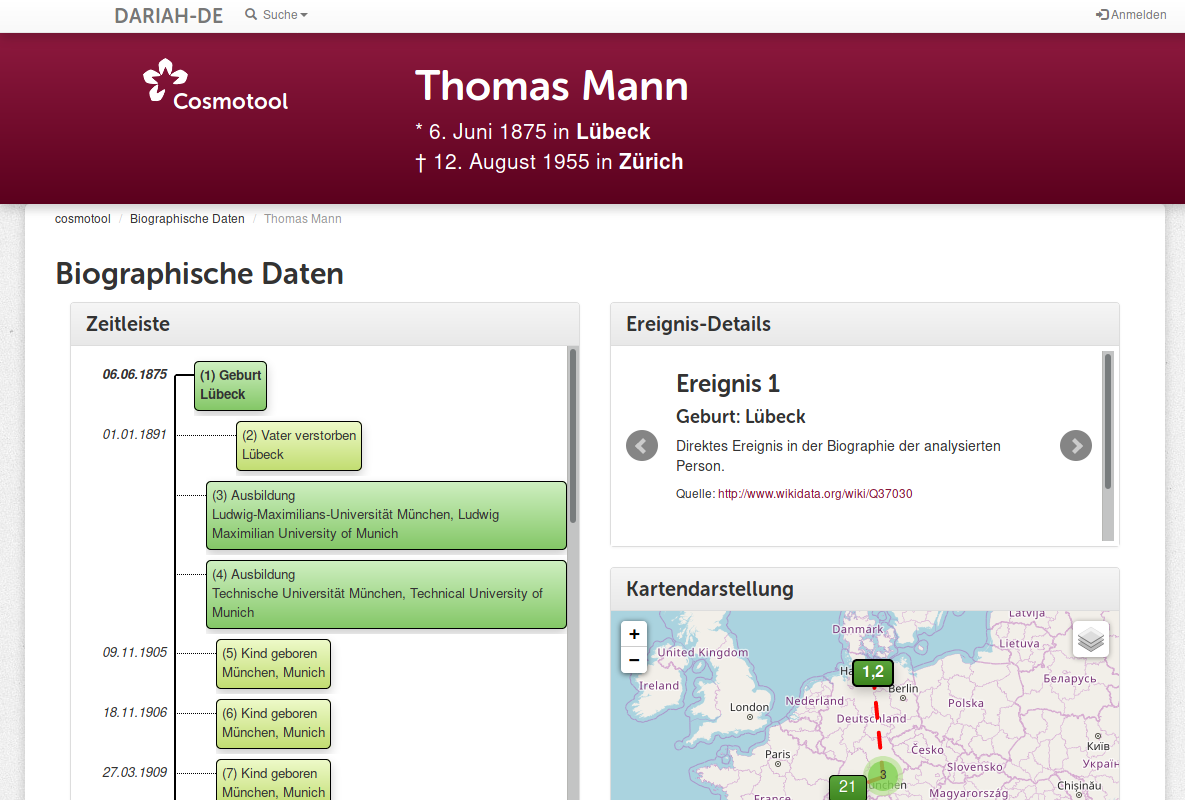 DARIAH-DE
Suche
Anmelden
Cosmotool
Thomas Mann
* 6. Juni 1875 in Lübeck
† 12. August 1955 in Zürich
cosmotool / Biographische Daten / Thomas Mann
Biographische Daten
Zeitleiste
06.06.1875
(1) Geburt
Lübeck
01.01.1891
(2) Vater verstorben
Lübeck
(3) Ausbildung
Ludwig-Maximilians-Universität München, Ludwig
Maximilian University of Munich
(4) Ausbildung
Technische Universität München, Technical University of
Munich
09.11.1905
(5) Kind geboren
München, Munich
18.11.1906
(6) Kind geboren
München, Munich
27.03.1909
(7) Kind geboren
München, Munich
Ereignis-Details
Ereignis 1
Geburt: Lübeck
Direktes Ereignis in der Biographie der analysierten
Person.
Quelle: http://www.wikidata.org/wiki/Q37030
Kartendarstellung
+
−
Latvija
Danmark
Lietuva
United Kingdom
Ireland
1,2
Berlin
Беларусь
London
Nederland
Polska
Deutschland
Paris
Česko
Київ
Slovensko
Україн
3
21
nchen
Chișinău
France
Magyarország